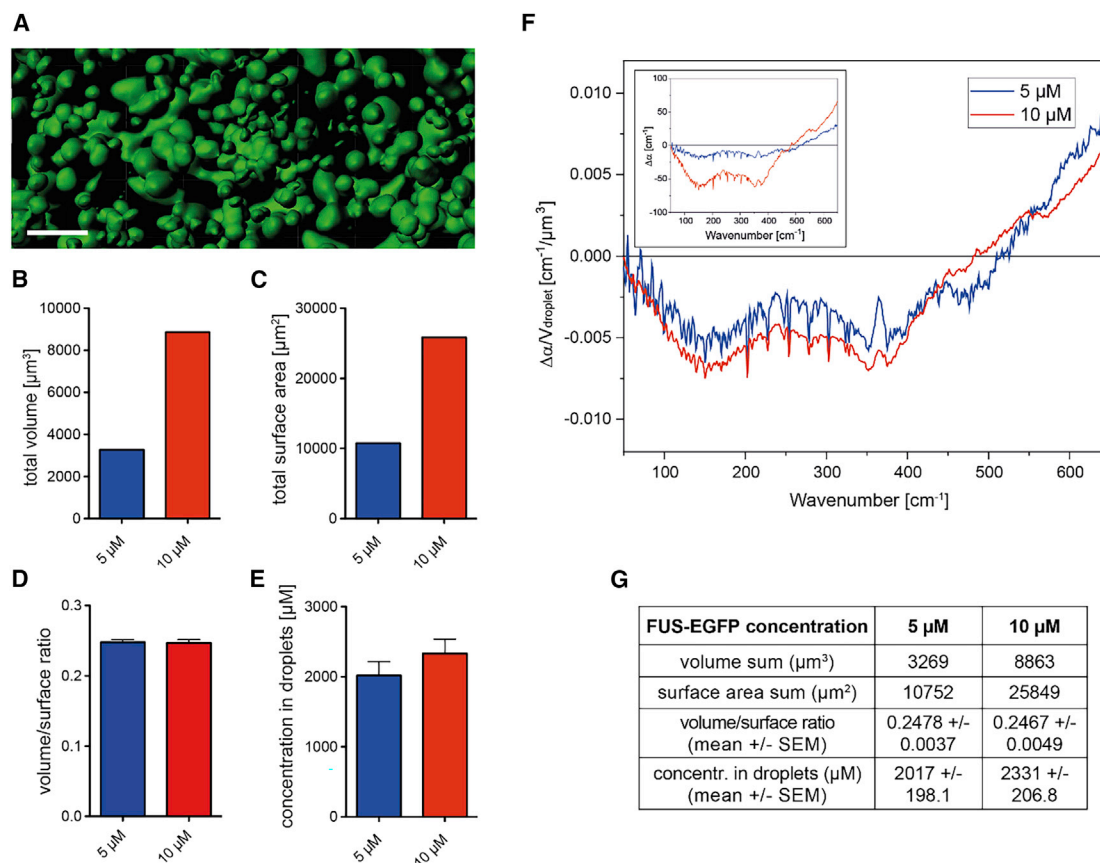 A
B
total volume [µm³]
10000
8000
6000
4000
2000
0
5 µM
10 µM
C
total surface area [µm²]
30000
20000
10000
0
5 µM
10 µM
D
volume/surface ratio
0.3
0.2
0.1
0.0
5 µM
10 µM
E
concentration in droplets [µM]
3000
2000
1000
0
5 µM
10 µM
F
Δα/Vdroplet [cm⁻¹/µm³]
0.010
0.005
0.000
-0.005
-0.010
100 200 300 400 500 600
Wavenumber [cm⁻¹]
5 µM
10 µM
Δα [cm⁻¹]
100
50
0
-50
-100
100 200 300 400 500 600
Wavenumber [cm⁻¹]
G
FUS-EGFP concentration 5 µM 10 µM
volume sum (µm³) 3269 8863
surface area sum (µm²) 10752 25849
volume/surface ratio 0.2478 +/- 0.2467 +/-
(mean +/- SEM) 0.0037 0.0049
concentr. in droplets (µM) 2017 +/- 2331 +/-
(mean +/- SEM) 198.1 206.8